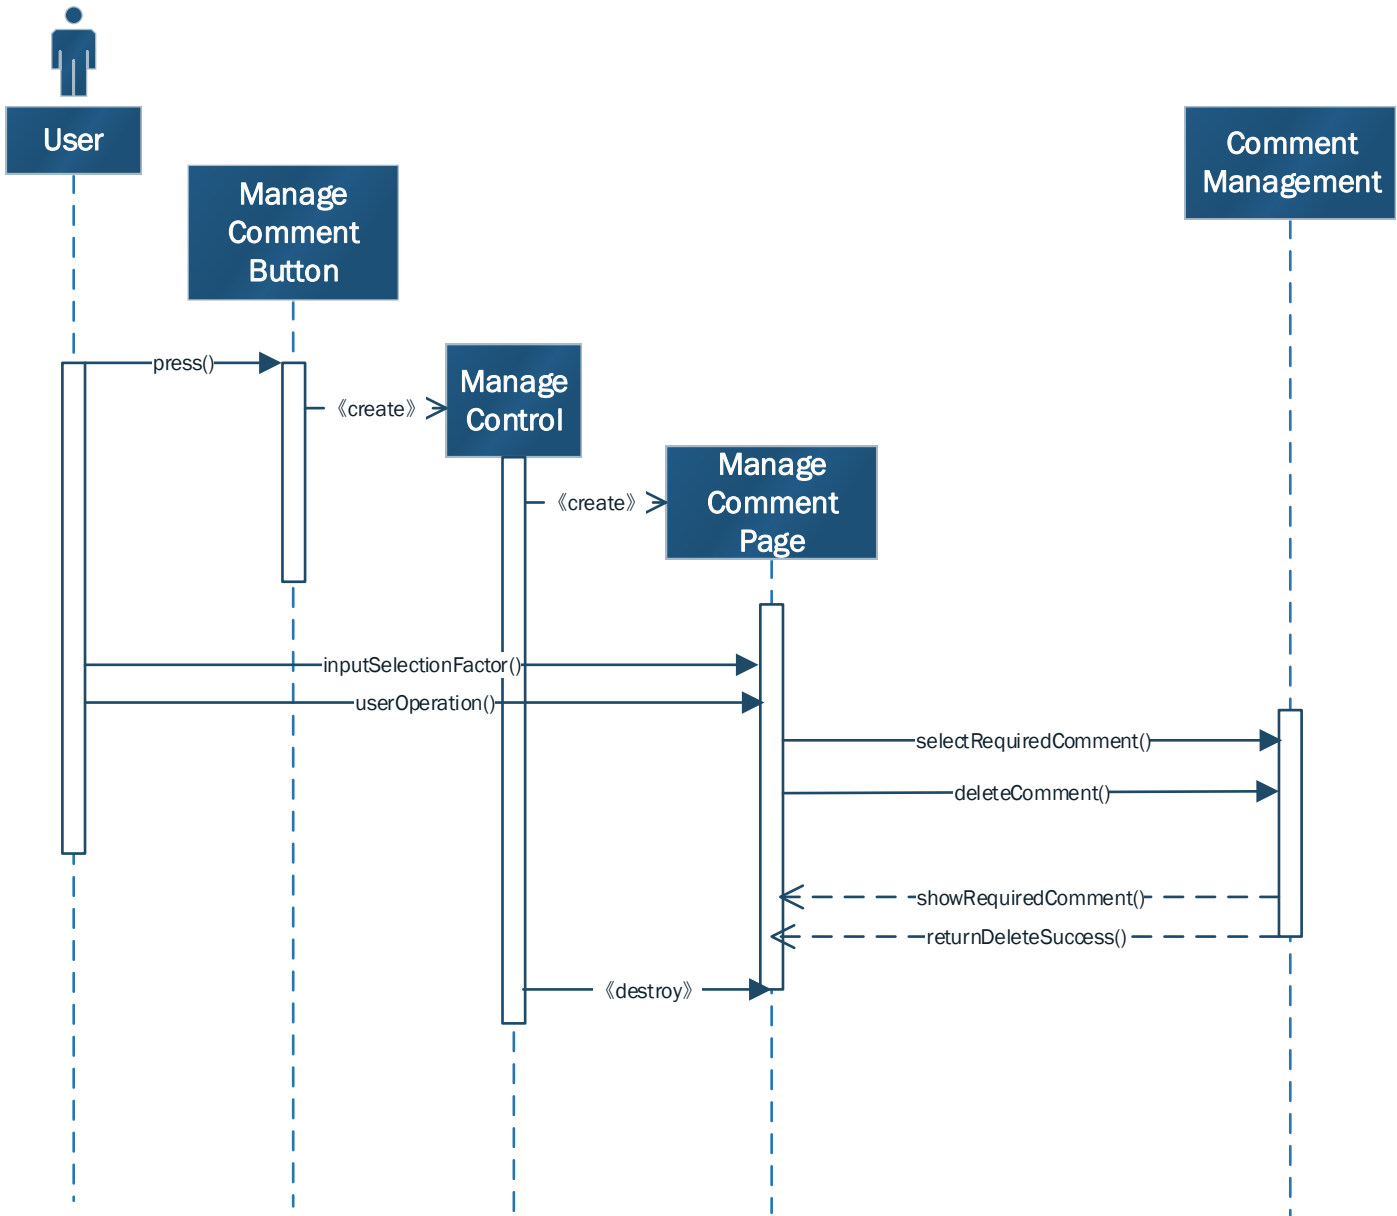 User
Manage
Comment
Button
Comment
Management
press()
《create》
Manage
Control
《create》
Manage
Comment
Page
inputSelectionFactor()
userOperation()
selectRequiredComment()
deleteComment()
showRequiredComment()
returnDeleteSuccess()
《destroy》